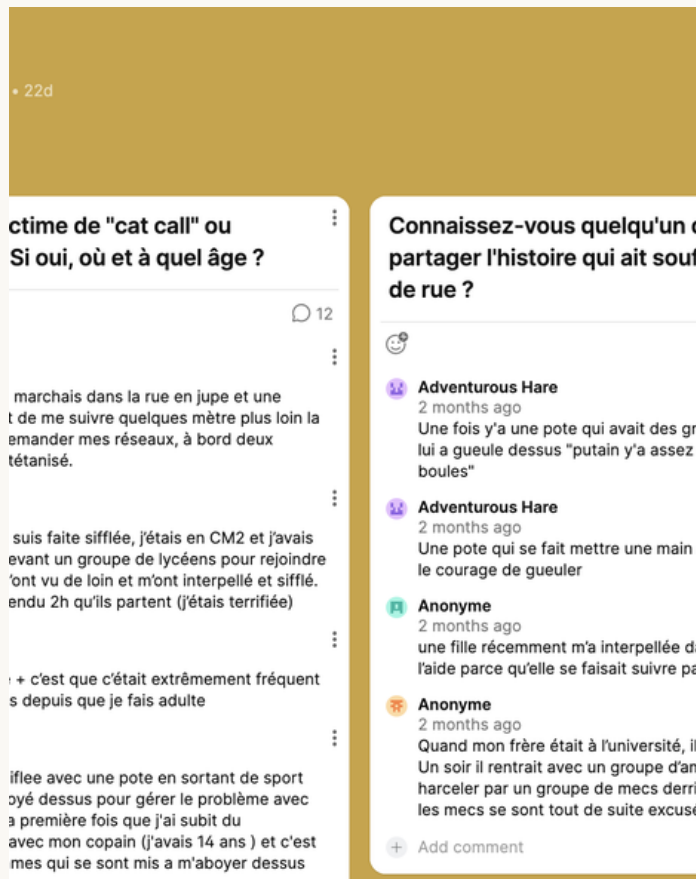 • 22d
ctime de "cat call" ou
Si oui, où et à quel âge ?
12
marchais dans la rue en jupe et une
t de me suivre quelques mètre plus loin la
emander mes réseaux, à bord deux
tétanisé.
suis faite sifflée, j'étais en CM2 et j'avais
evant un groupe de lycéens pour rejoindre
'ont vu de loin et m'ont interpellé et sifflé.
endu 2h qu'ils partent (j'étais terrifiée)
+ c'est que c'était extrêmement fréquent
s depuis que je fais adulte
iflee avec une pote en sortant de sport
oyé dessus pour gérer le problème avec
a première fois que j'ai subit du
avec mon copain (j'avais 14 ans ) et c'est
mes qui se sont mis a m'aboyer dessus
Connaissez-vous quelqu'un
partager l'histoire qui ait souf
de rue ?
Adventurous Hare
2 months ago
Une fois y'a une pote qui avait des gr
lui a gueule dessus "putain y'a assez
boules"
Adventurous Hare
2 months ago
Une pote qui se fait mettre une main
le courage de gueuler
Anonyme
2 months ago
une fille récemment m'a interpellée da
l'aide parce qu'elle se faisait suivre pa
Anonyme
2 months ago
Quand mon frère était à l'université, il
Un soir il rentrait avec un groupe d'am
harceler par un groupe de mecs derri
les mecs se sont tout de suite excusé
Add comment